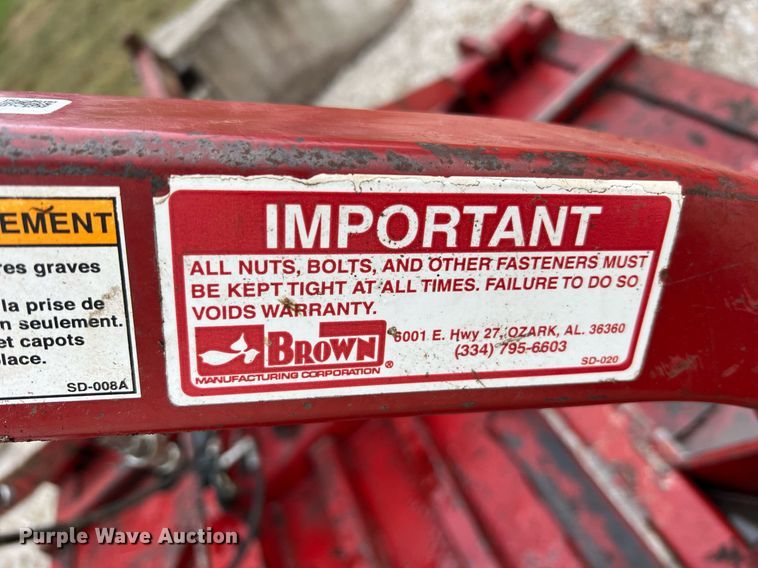 EMENT
res graves
la prise de
n seulement.
et capots
lace.
SD-008A
IMPORTANT
ALL NUTS, BOLTS, AND OTHER FASTENERS MUST
BE KEPT TIGHT AT ALL TIMES. FAILURE TO DO SO
VOIDS WARRANTY.
BROWN
MANUFACTURING CORPORATION®
6001 E. Hwy 27, OZARK, AL. 36360
(334) 795-6603
SD-020
Purple Wave Auction